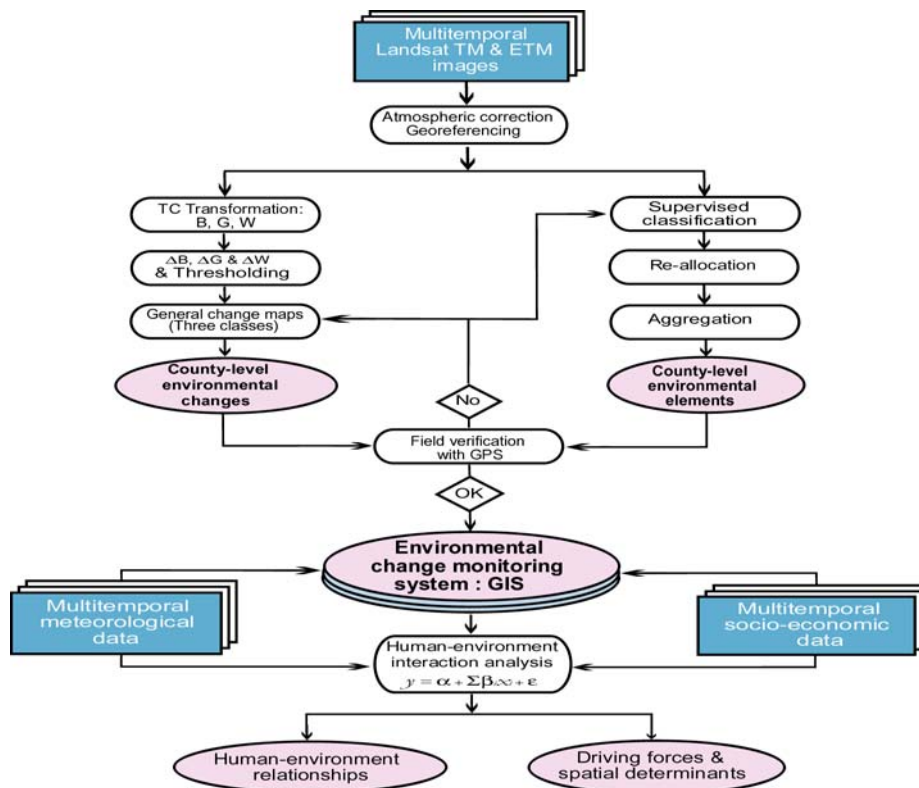 Multitemporal
Landsat TM & ETM
images
Atmospheric correction
Georeferencing
TC Transformation:
B, G, W
ΔB, ΔG & ΔW
& Thresholding
General change maps
(Three classes)
County-level
environmental
changes
Supervised
classification
Re-allocation
Aggregation
County-level
environmental
elements
No
Field verification
with GPS
OK
Environmental
change monitoring
system : GIS
Multitemporal
meteorological
data
Multitemporal
socio-economic
data
Human-environment
interaction analysis
y = α + Σβᵢx + ε
Human-environment
relationships
Driving forces &
spatial determinants